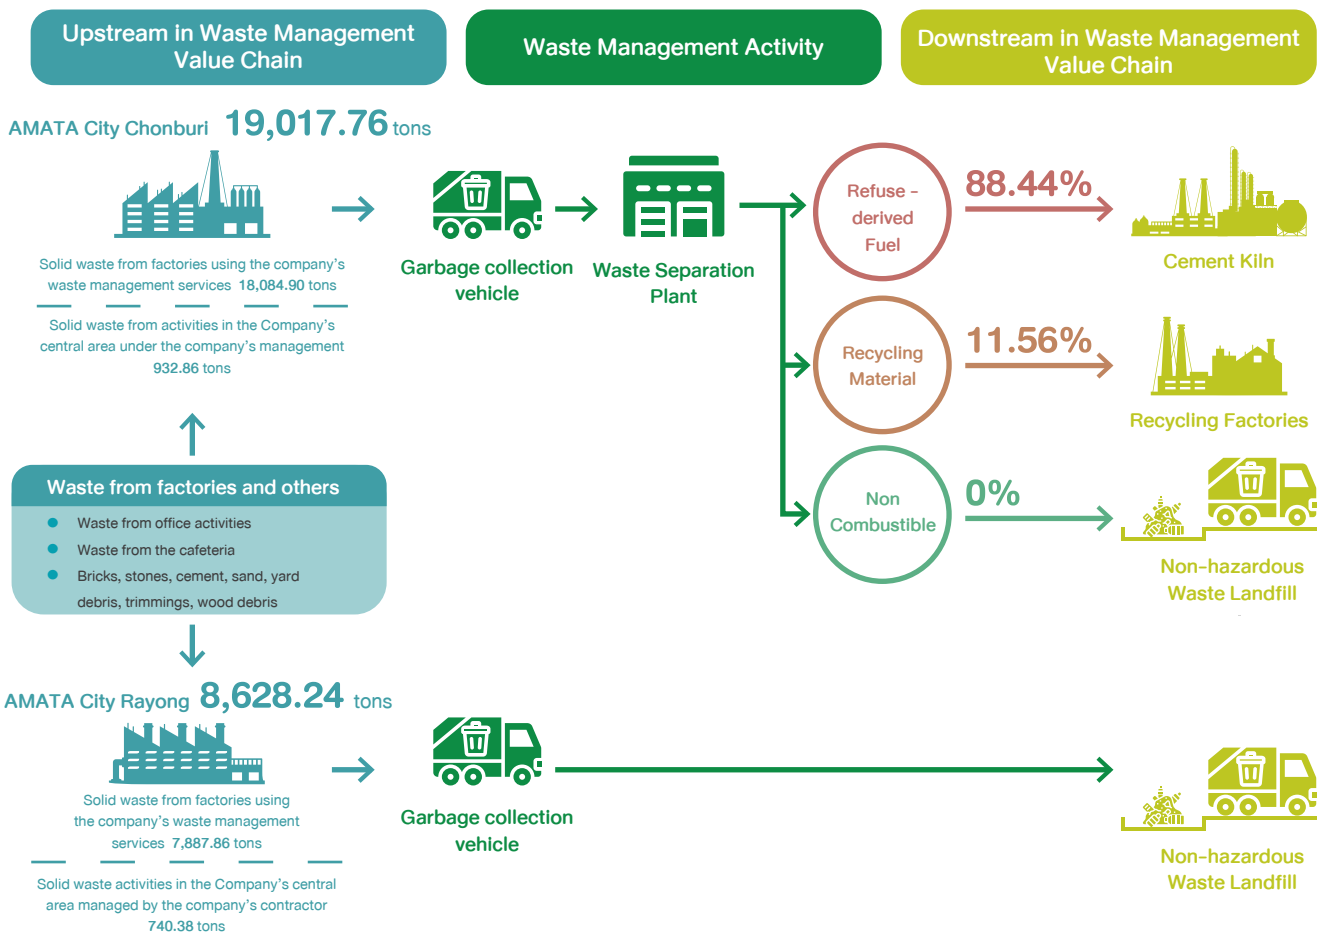 Upstream in Waste Management
Value Chain
Waste Management Activity
Downstream in Waste Management
Value Chain
AMATA City Chonburi 19,017.76 tons
Solid waste from factories using the company's
waste management services 18,084.90 tons
Solid waste from activities in the Company's
central area under the company's management
932.86 tons
Garbage collection
vehicle
Waste Separation
Plant
Refuse -
derived
Fuel
88.44%
Cement Kiln
Recycling
Material
11.56%
Recycling Factories
Non
Combustible
0%
Non-hazardous
Waste Landfill
Waste from factories and others
Waste from office activities
Waste from the cafeteria
Bricks, stones, cement, sand, yard
debris, trimmings, wood debris
AMATA City Rayong 8,628.24 tons
Solid waste from factories using
the company's waste management
services 7,887.86 tons
Solid waste activities in the Company's central
area managed by the company's contractor
740.38 tons
Garbage collection
vehicle
Non-hazardous
Waste Landfill